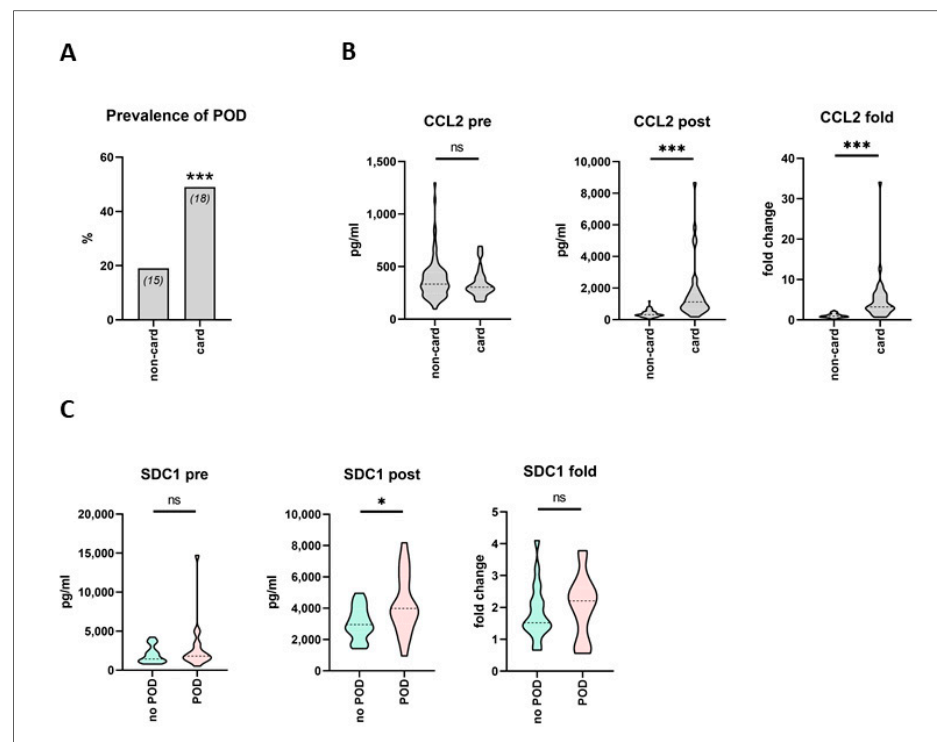 A
Prevalence of POD
60
40
20
0
%
***
(15)
(18)
non-card
card
B
CCL2 pre
ns
1,500
1,000
500
0
pg/ml
non-card
card
CCL2 post
***
10,000
8,000
6,000
4,000
2,000
0
pg/ml
non-card
card
CCL2 fold
***
40
30
20
10
0
fold change
non-card
card
C
SDC1 pre
ns
20,000
15,000
10,000
5,000
0
pg/ml
no POD
POD
SDC1 post
*
10,000
8,000
6,000
4,000
2,000
0
pg/ml
no POD
POD
SDC1 fold
ns
5
4
3
2
1
0
fold change
no POD
POD